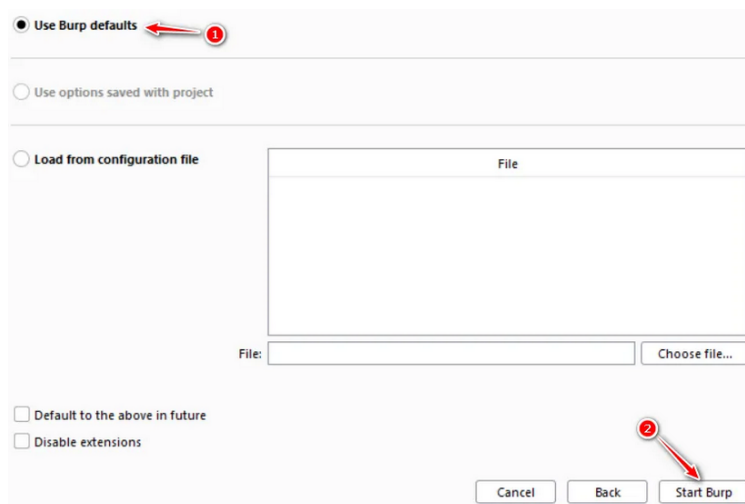 Use Burp defaults
1
Use options saved with project
Load from configuration file
File
File:
Choose file...
Default to the above in future
Disable extensions
2
Cancel
Back
Start Burp